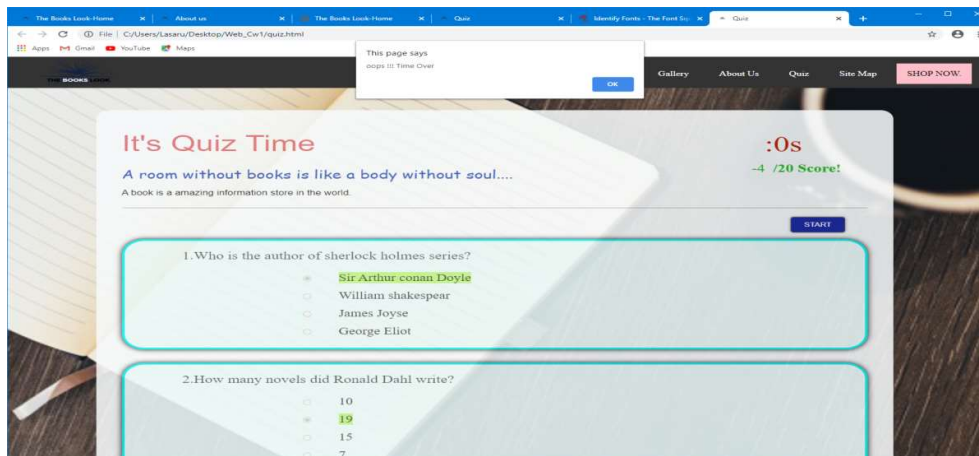 The Books Look-Home
About us
The Books Look-Home
Quiz
Identify Fonts - The Font
Quiz
File
C:/Users/Lasaru/Desktop/Web_Cw1/quiz.html
Apps
Gmail
YouTube
Maps
This page says
oops !!! Time Over
OK
THE BOOKS LOOK
Gallery
About Us
Quiz
Site Map
SHOP NOW.
It's Quiz Time
:0s
A room without books is like a body without soul....
-4 /20 Score!
A book is a amazing information store in the world.
START
1.Who is the author of sherlock holmes series?
Sir Arthur conan Doyle
William shakespear
James Joyse
George Eliot
2.How many novels did Ronald Dahl write?
10
19
15
7